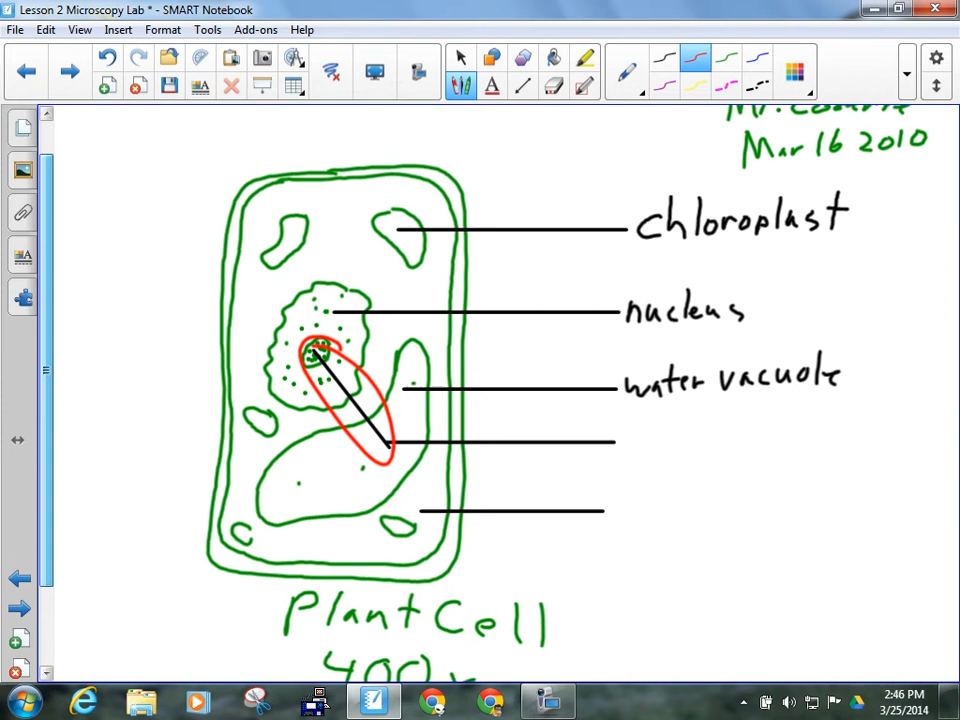 Lesson 2 Microscopy Lab * - SMART Notebook
File Edit View Insert Format Tools Add-ons Help
Mar 16 2010
chloroplast
nucleus
water vacuole
Plant Cell
400x
2:46 PM
3/25/2014